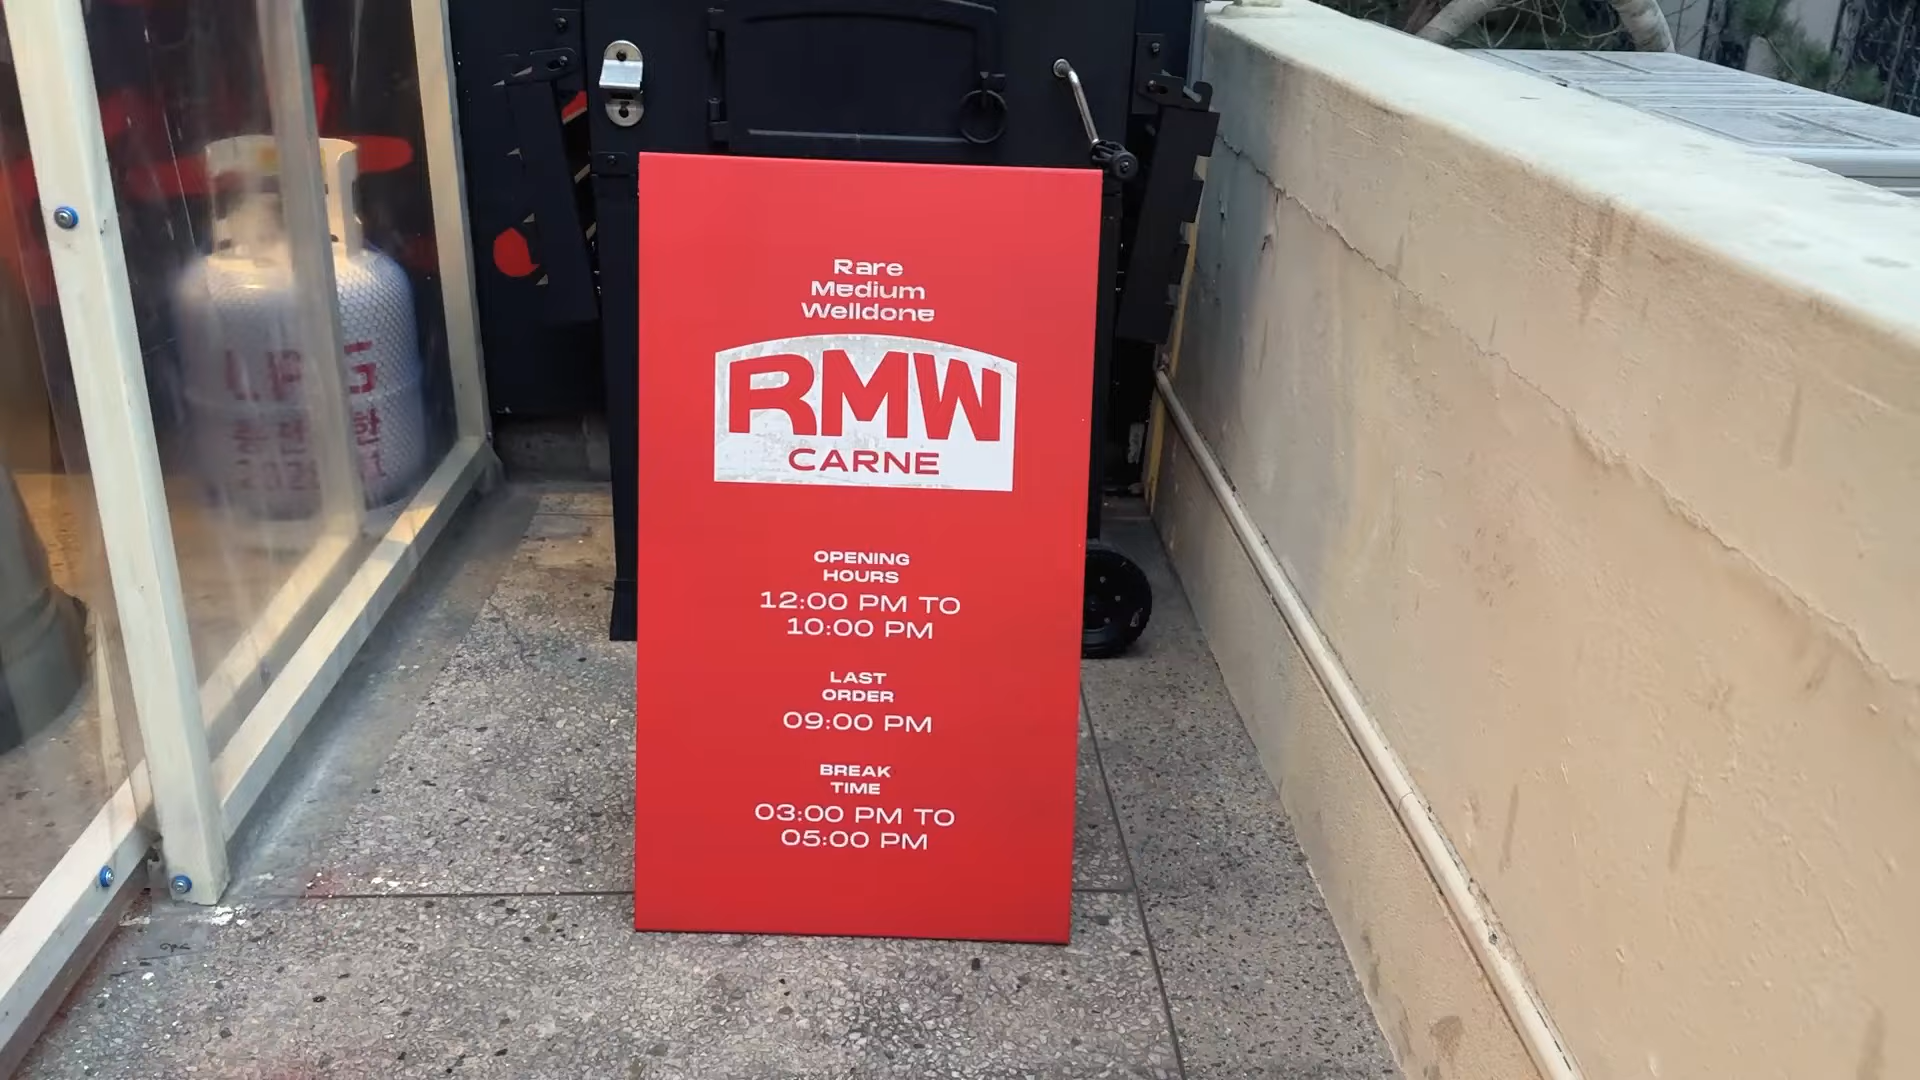 Rare
Medium
Welldone
RMW
CARNE
OPENING
HOURS
12:00 PM TO
10:00 PM
LAST
ORDER
09:00 PM
BREAK
TIME
03:00 PM TO
05:00 PM